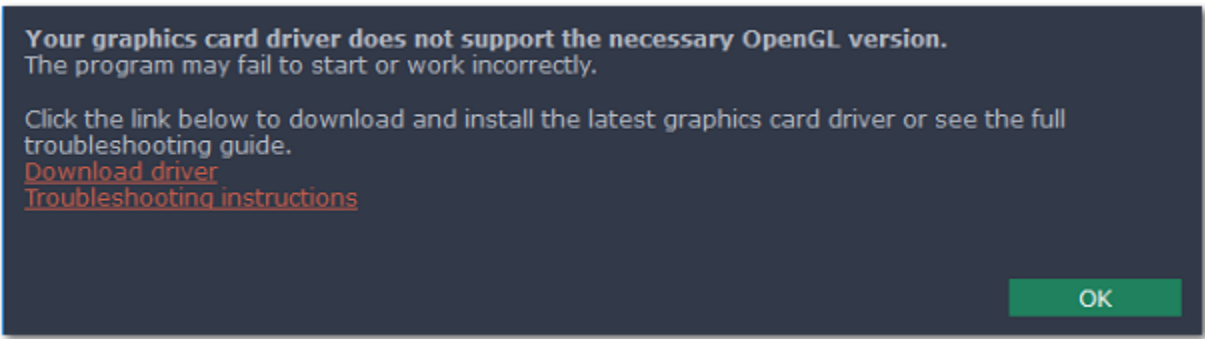 Your graphics card driver does not support the necessary OpenGL version.
The program may fail to start or work incorrectly.
Click the link below to download and install the latest graphics card driver or see the full
troubleshooting guide.
Download driver
Troubleshooting instructions
OK